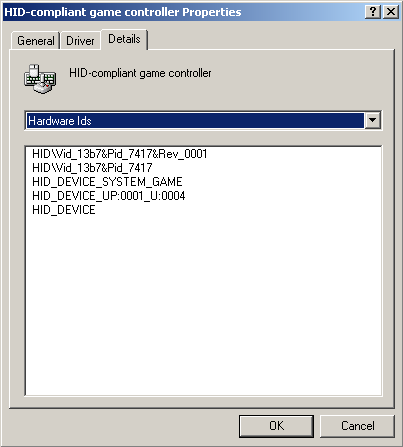 HID-compliant game controller Properties
General Driver Details
HID-compliant game controller
Hardware Ids
HID\Vid_13b7&Pid_7417&Rev_0001
HID\Vid_13b7&Pid_7417
HID_DEVICE_SYSTEM_GAME
HID_DEVICE_UP:0001_U:0004
HID_DEVICE
OK Cancel